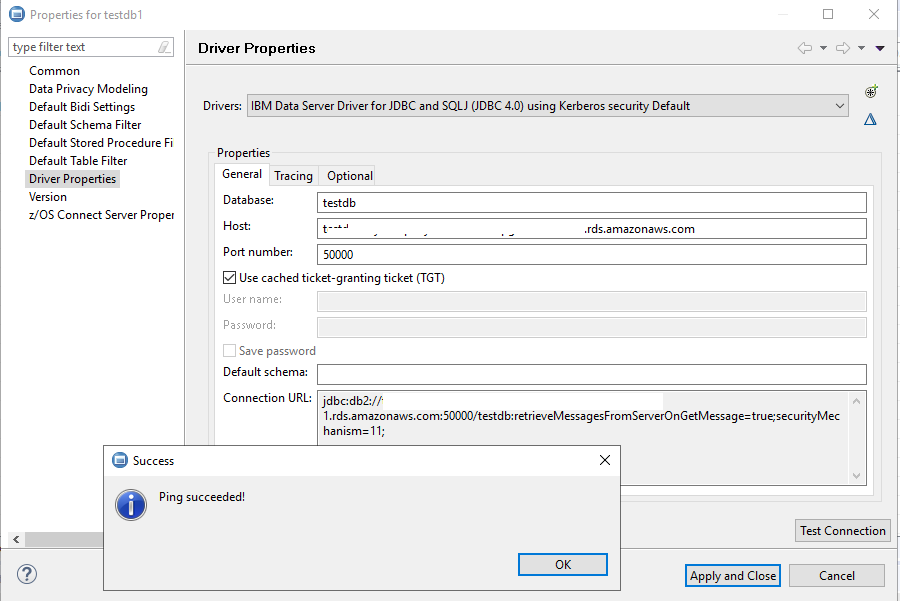 Properties for testdb1
type filter text
Common
Data Privacy Modeling
Default Bidi Settings
Default Schema Filter
Default Stored Procedure Fi
Default Table Filter
Driver Properties
Version
z/OS Connect Server Proper
Driver Properties
Drivers: IBM Data Server Driver for JDBC and SQLJ (JDBC 4.0) using Kerberos security Default
Properties
General Tracing Optional
Database: testdb
Host: .rds.amazonaws.com
Port number: 50000
Use cached ticket-granting ticket (TGT)
User name:
Password:
Save password
Default schema:
Connection URL: jdbc:db2://
1.rds.amazonaws.com:50000/testdb:retrieveMessagesFromServerOnGetMessage=true;securityMec
hanism=11;
Success
Ping succeeded!
OK
Test Connection
Apply and Close Cancel